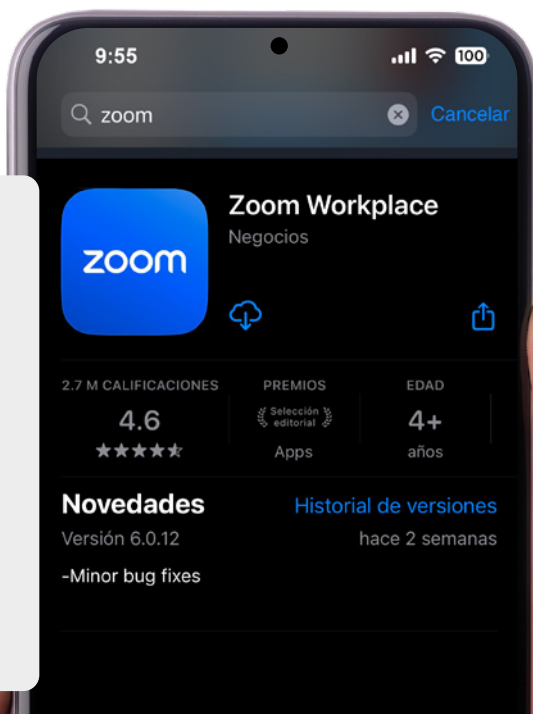 9:55
100
zoom
Cancelar
zoom
Zoom Workplace
Negocios
2.7 M CALIFICACIONES
PREMIOS
EDAD
4.6
Selección
editorial
4+
Apps
años
Novedades
Historial de versiones
Versión 6.0.12
hace 2 semanas
-Minor bug fixes